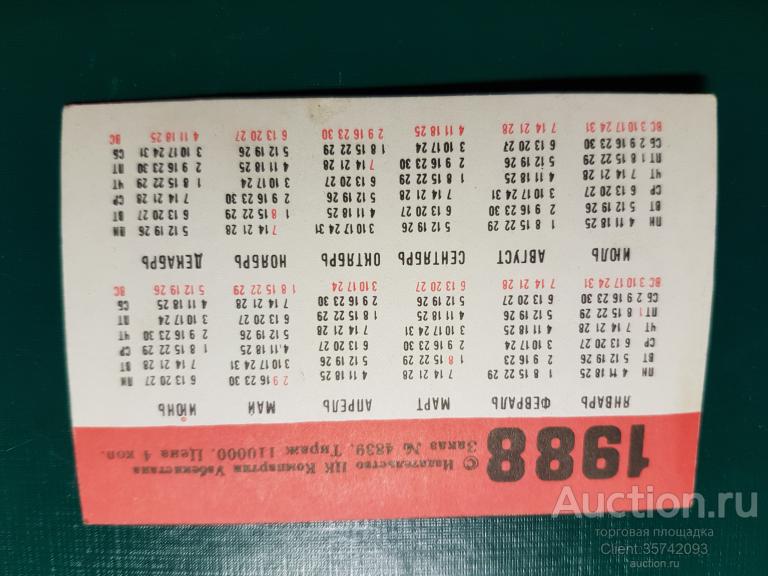 1988
© Издательство ЦК Компартии Узбекистана
Заказ № 4839. Тираж 110000. Цена 4 коп.
ЯНВАРЬ ФЕВРАЛЬ МАРТ АПРЕЛЬ МАЙ ИЮНЬ
ПН 4 11 18 25 1 8 15 22 29 7 14 21 28 4 11 18 25 2 9 16 23 30 6 13 20 27 ПН
ВТ 5 12 19 26 2 9 16 23 1 8 15 22 29 5 12 19 26 3 10 17 24 31 7 14 21 28 ВТ
СР 6 13 20 27 3 10 17 24 2 9 16 23 30 6 13 20 27 4 11 18 25 1 8 15 22 29 СР
ЧТ 7 14 21 28 4 11 18 25 3 10 17 24 31 7 14 21 28 5 12 19 26 2 9 16 23 30 ЧТ
ПТ 1 8 15 22 29 5 12 19 26 4 11 18 25 1 8 15 22 29 6 13 20 27 3 10 17 24 ПТ
СБ 2 9 16 23 30 6 13 20 27 5 12 19 26 2 9 16 23 30 7 14 21 28 4 11 18 25 СБ
ВС 3 10 17 24 31 7 14 21 28 6 13 20 27 3 10 17 24 1 8 15 22 29 5 12 19 26 ВС
ИЮЛЬ АВГУСТ СЕНТЯБРЬ ОКТЯБРЬ НОЯБРЬ ДЕКАБРЬ
ПН 4 11 18 25 1 8 15 22 29 5 12 19 26 3 10 17 24 31 7 14 21 28 5 12 19 26 ПН
ВТ 5 12 19 26 2 9 16 23 30 6 13 20 27 4 11 18 25 1 8 15 22 29 6 13 20 27 ВТ
СР 6 13 20 27 3 10 17 24 31 7 14 21 28 5 12 19 26 2 9 16 23 30 7 14 21 28 СР
ЧТ 7 14 21 28 4 11 18 25 1 8 15 22 29 6 13 20 27 3 10 17 24 1 8 15 22 29 ЧТ
ПТ 1 8 15 22 29 5 12 19 26 2 9 16 23 30 7 14 21 28 4 11 18 25 2 9 16 23 30 ПТ
СБ 2 9 16 23 30 6 13 20 27 3 10 17 24 1 8 15 22 29 5 12 19 26 3 10 17 24 31 СБ
ВС 3 10 17 24 31 7 14 21 28 4 11 18 25 2 9 16 23 30 6 13 20 27 4 11 18 25 ВС
Auction.ru
торговая площадка
Client:35742093
auction.ru